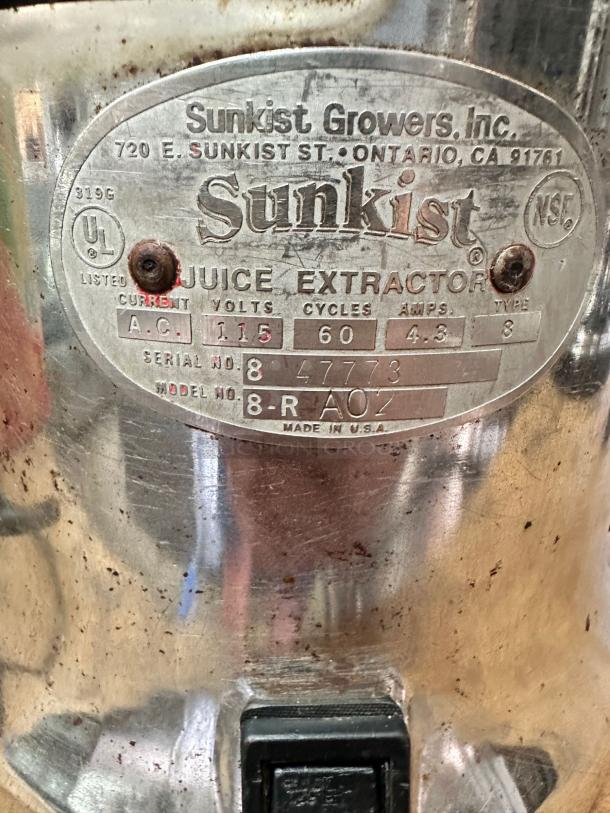 Sunkist Growers, Inc.
720 E. SUNKIST ST. • ONTARIO, CA 91761
319G
Sunkist®
NSF®
UL®
LISTED
JUICE EXTRACTOR
CURRENT VOLTS CYCLES AMPS. TYPE
A.C. 115 60 4.3 8
SERIAL NO. 8 47773
MODEL NO. 8-R A02
MADE IN U.S.A.